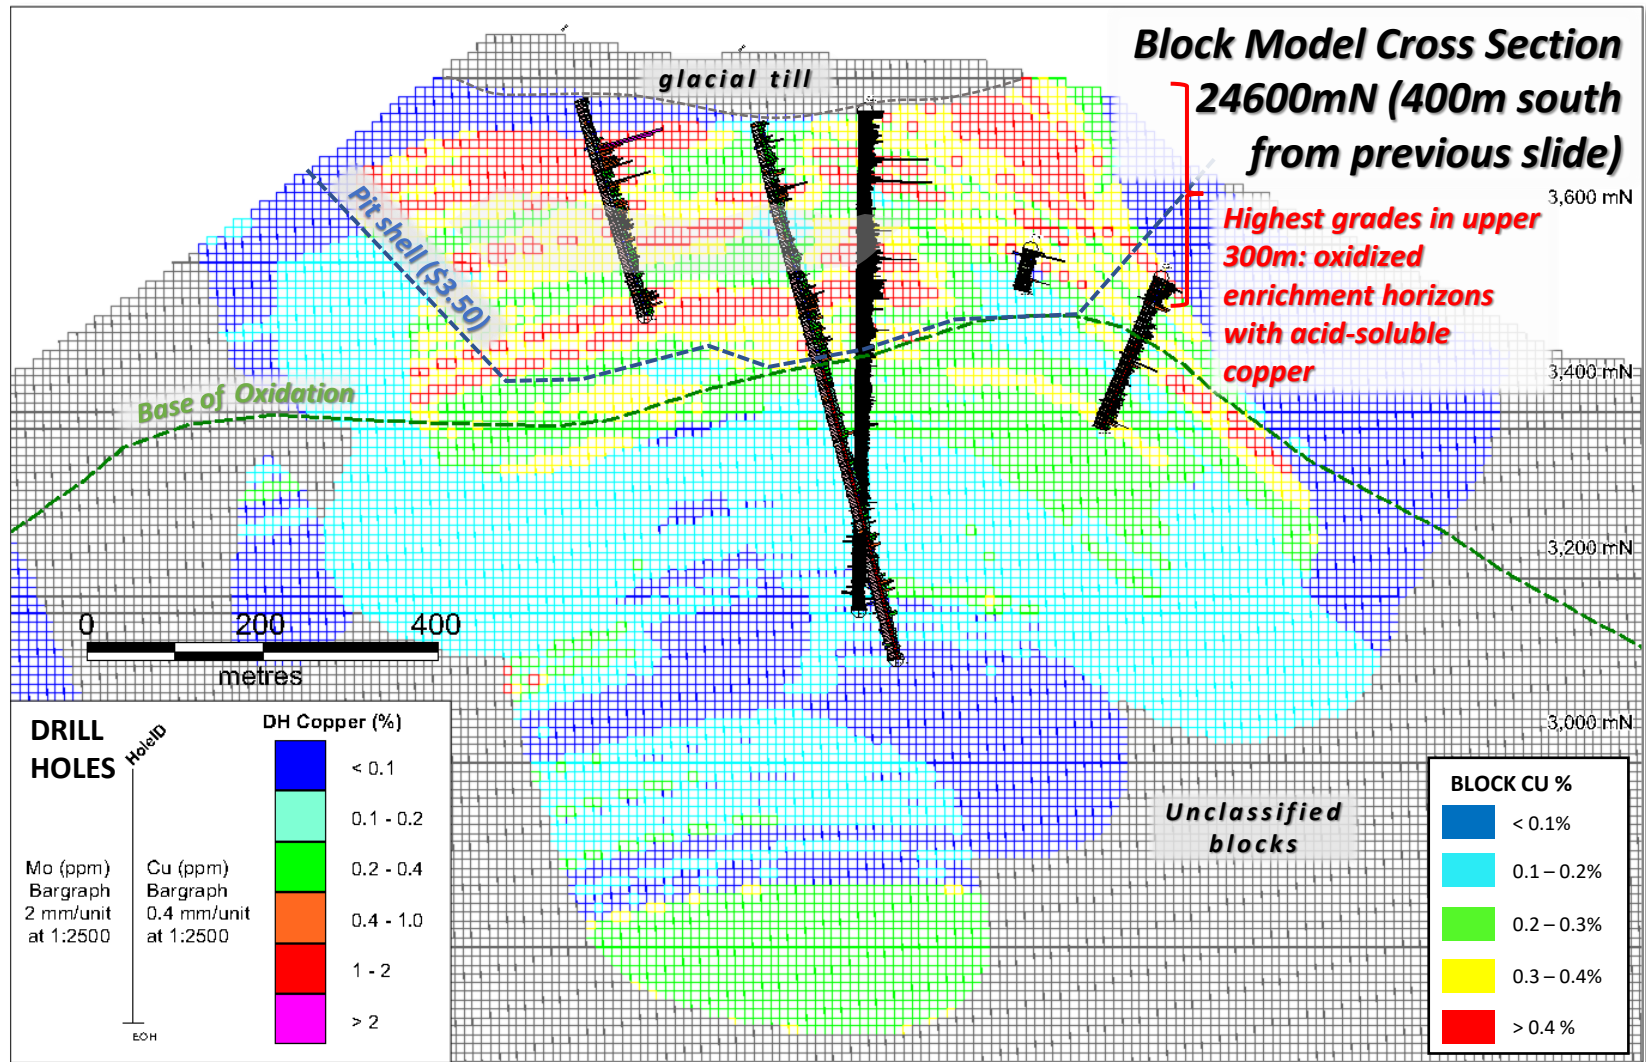 Block Model Cross Section
24600mN (400m south
from previous slide)
glacial till
3,600 mN
Highest grades in upper
300m: oxidized
enrichment horizons
with acid-soluble
copper
Pit shell ($3.50)
3,400 mN
Base of Oxidation
3,200 mN
0 200 400
metres
3,000 mN
DRILL
HOLES
HoleID
Mo (ppm)
Bargraph
2 mm/unit
at 1:2500
Cu (ppm)
Bargraph
0.4 mm/unit
at 1:2500
EOH
DH Copper (%)
< 0.1
0.1 - 0.2
0.2 - 0.4
0.4 - 1.0
1 - 2
> 2
Unclassified
blocks
BLOCK CU %
< 0.1%
0.1 – 0.2%
0.2 – 0.3%
0.3 – 0.4%
> 0.4 %